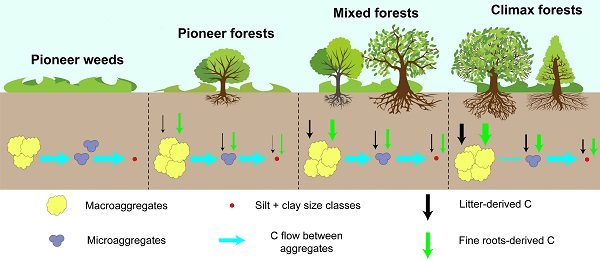 Pioneer weeds
Pioneer forests
Mixed forests
Climax forests
Macroaggregates
Silt + clay size classes
Litter-derived C
Microaggregates
C flow between
aggregates
Fine roots-derived C